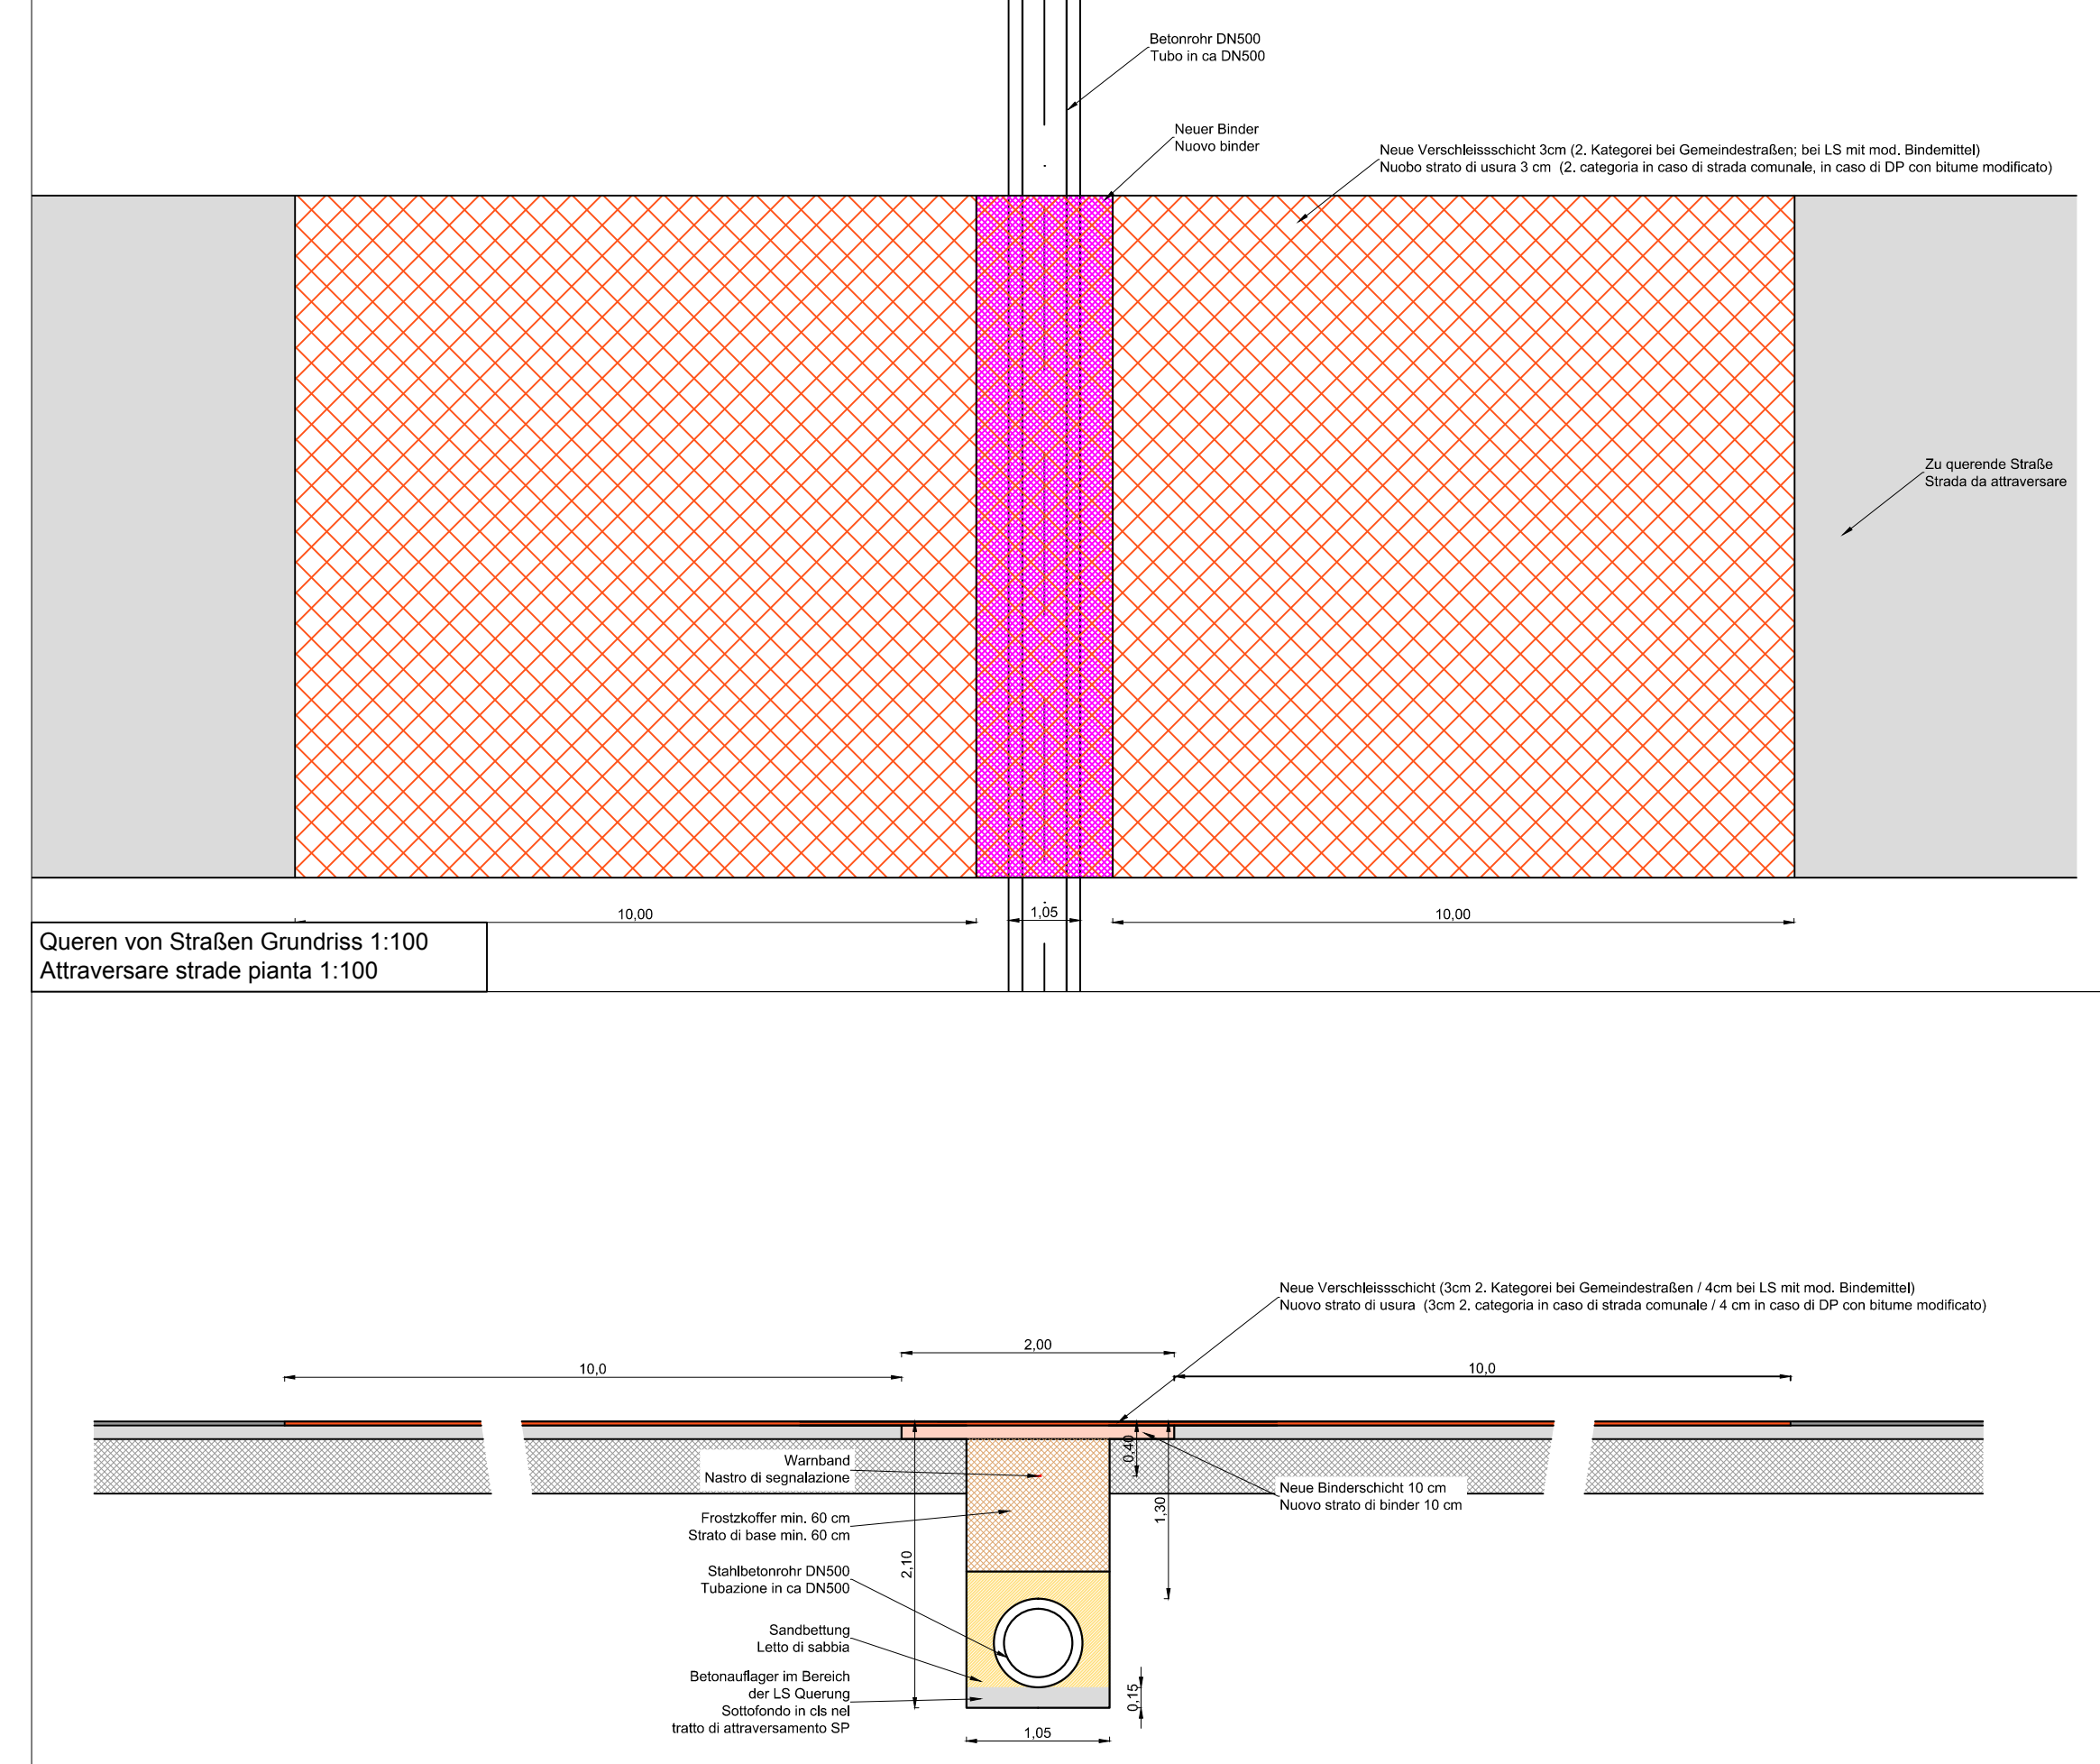 Betonrohr DN500
Tubo in ca DN500
Neuer Binder
Nuovo binder
Neue Verschleissschicht 3cm (2. Kategorei bei Gemeindestraßen; bei LS mit mod. Bindemittel)
Nuobo strato di usura 3 cm (2. categoria in caso di strada comunale, in caso di DP con bitume modificato)
Zu querende Straße
Strada da attraversare
10,00
1,05
10,00
Queren von Straßen Grundriss 1:100
Attraversare strade pianta 1:100
Neue Verschleissschicht (3cm 2. Kategorei bei Gemeindestraßen / 4cm bei LS mit mod. Bindemittel)
Nuovo strato di usura (3cm 2. categoria in caso di strada comunale / 4 cm in caso di DP con bitume modificato)
2,00
10,0
10,0
0,40
Warnband
Nastro di segnalazione
Neue Binderschicht 10 cm
Nuovo strato di binder 10 cm
1,30
Frostzkoffer min. 60 cm
Strato di base min. 60 cm
2,10
Stahlbetonrohr DN500
Tubazione in ca DN500
Sandbettung
Letto di sabbia
Betonauflager im Bereich
der LS Querung
Sottofondo in cls nel
tratto di attraversamento SP
0,15
1,05